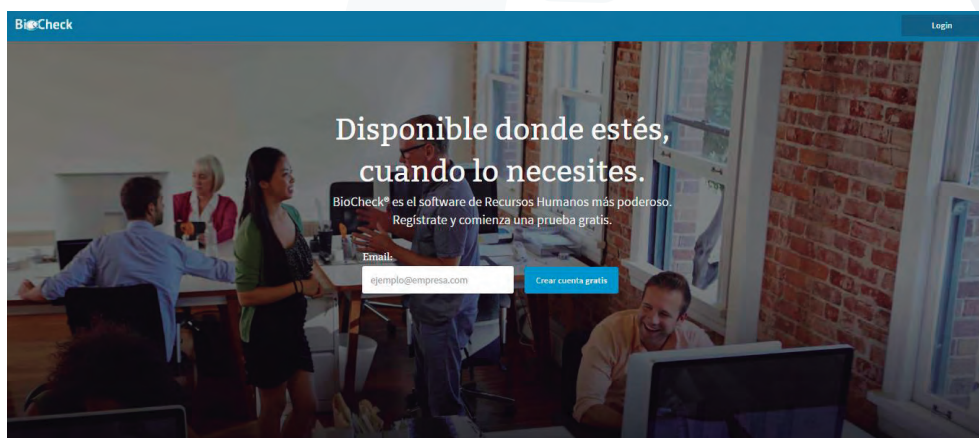 BioCheck
Login
Disponible donde estés,
cuando lo necesites.
BioCheck® es el software de Recursos Humanos más poderoso.
Regístrate y comienza una prueba gratis.
Email:
ejemplo@empresa.com
Crear cuenta gratis